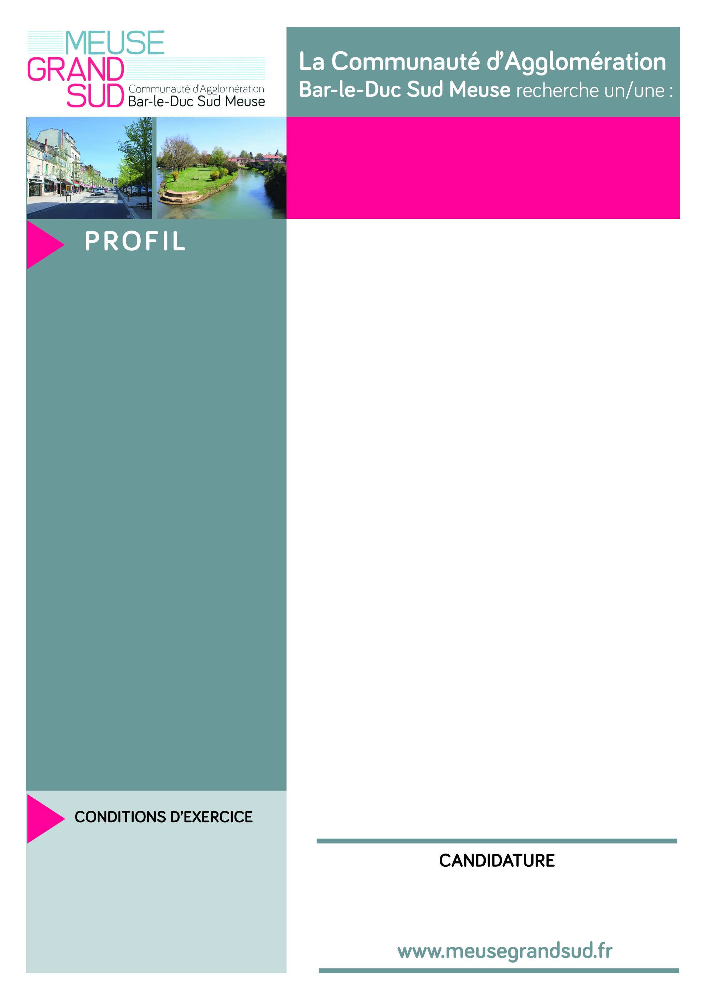 MEUSE
GRAND
SUD
Communauté d'Agglomération
Bar-le-Duc Sud Meuse
La Communauté d'Agglomération
Bar-le-Duc Sud Meuse recherche un/une :
PROFIL
CONDITIONS D'EXERCICE
CANDIDATURE
www.meusegrandsud.fr